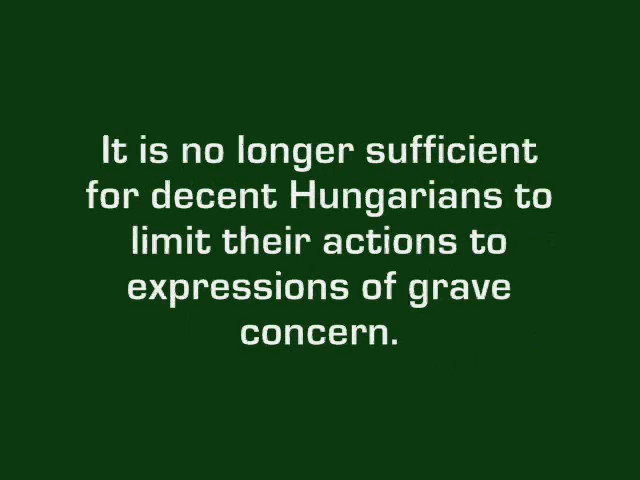 It is no longer sufficient
for decent Hungarians to
limit their actions to
expressions of grave
concern.